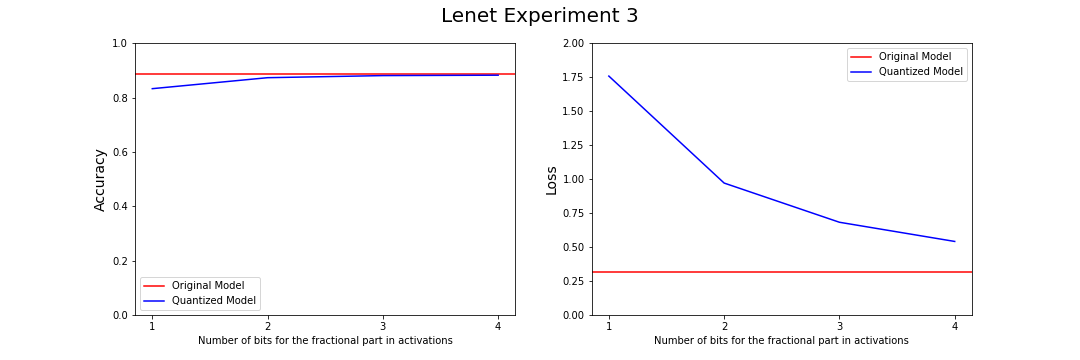 Lenet Experiment 3
Accuracy
1.0
0.8
0.6
0.4
0.2
0.0
Original Model
Quantized Model
1 2 3 4
Number of bits for the fractional part in activations
Loss
2.00
1.75
1.50
1.25
1.00
0.75
0.50
0.25
0.00
Original Model
Quantized Model
1 2 3 4
Number of bits for the fractional part in activations